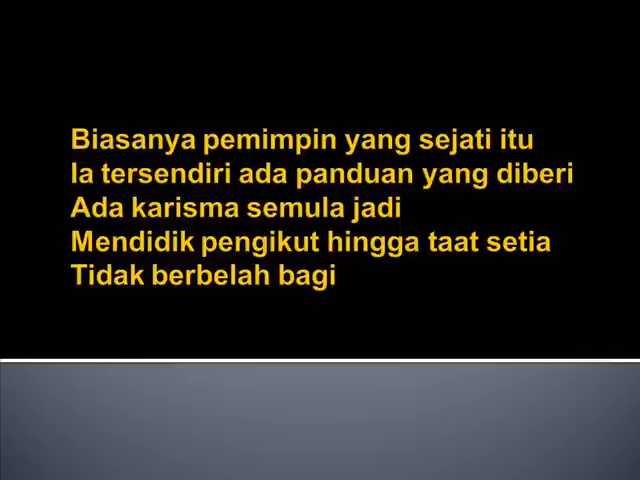 Biasanya pemimpin yang sejati itu
Ia tersendiri ada panduan yang diberi
Ada karisma semula jadi
Mendidik pengikut hingga taat setia
Tidak berbelah bagi